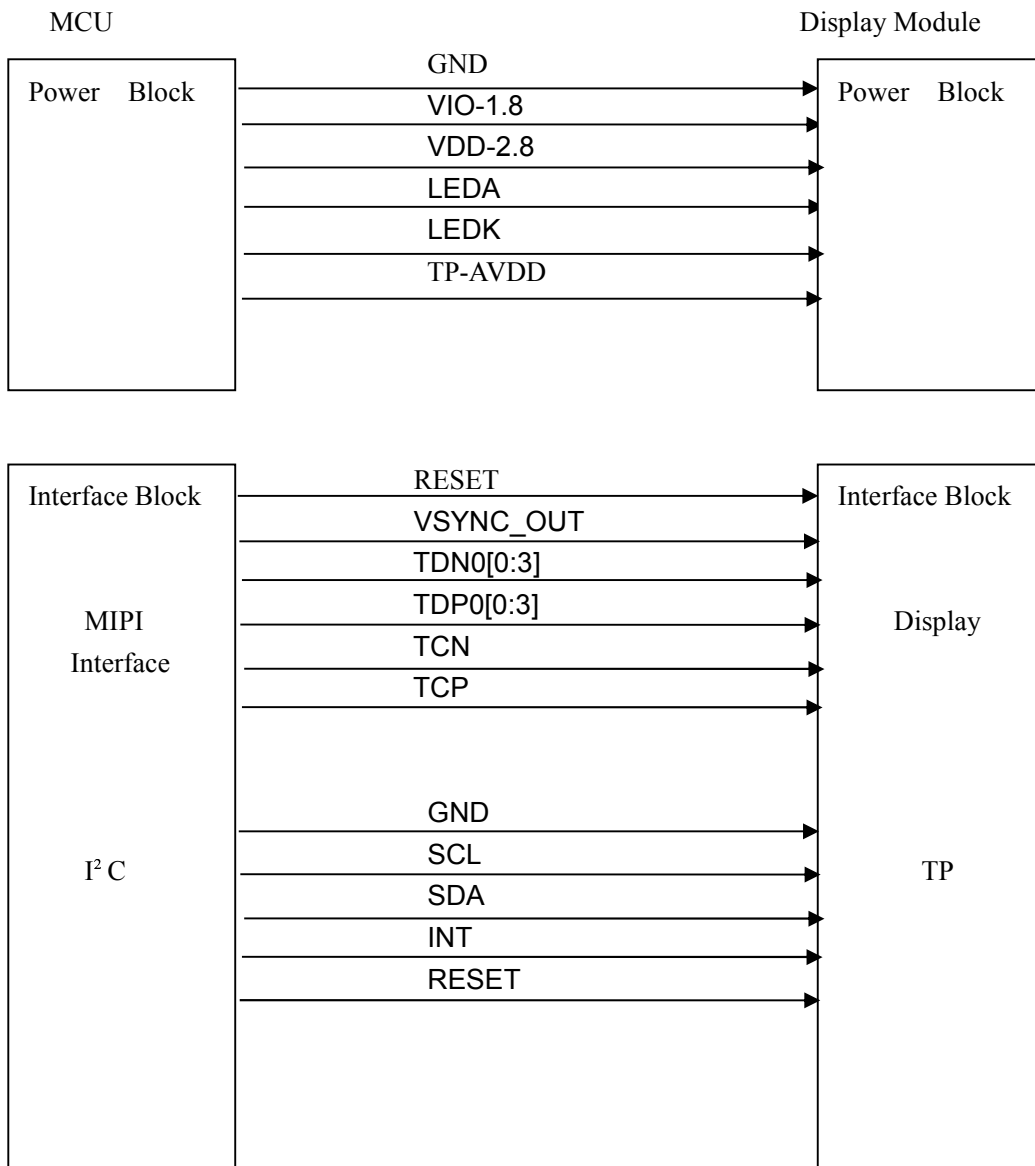 MCU Display Module
GND
Power Block Power Block
VIO-1.8
VDD-2.8
LEDA
LEDK
TP-AVDD
RESET
Interface Block Interface Block
VSYNC_OUT
TDN0[0:3]
TDP0[0:3]
MIPI Display
Interface
TCN
TCP
GND
SCL
I² C TP
SDA
INT
RESET